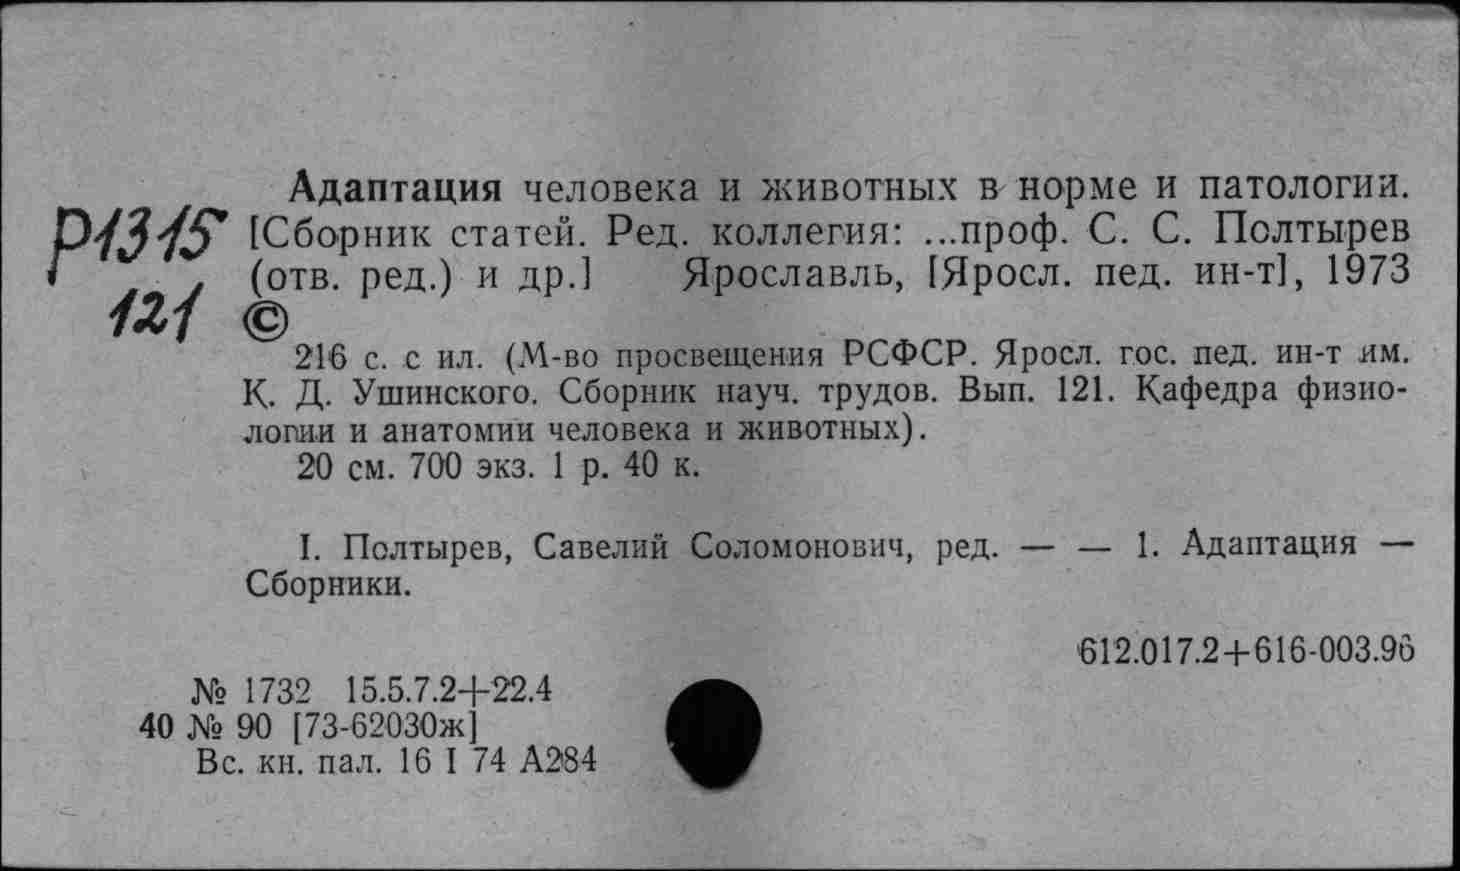 Адаптация человека и животных в норме и патологии.
Р1315 [Сборник статей. Ред. коллегия: ...проф. С. С. Полтырев
(отв. ред.) и др.] Ярославль, [Яросл. пед. ин-т], 1973
121 ©
216 с. с ил. (М-во просвещения РСФСР. Яросл. гос. пед. ин-т им.
К. Д. Ушинского. Сборник науч. трудов. Вып. 121. Кафедра физио-
логии и анатомии человека и животных).
20 см. 700 экз. 1 р. 40 к.
I. Полтырев, Савелий Соломонович, ред. — — 1. Адаптация —
Сборники.
612.017.2+616-003.96
№ 1732 15.5.7.2+22.4
40 № 90 [73-62030ж]
Вс. кн. пал. 16 I 74 А284